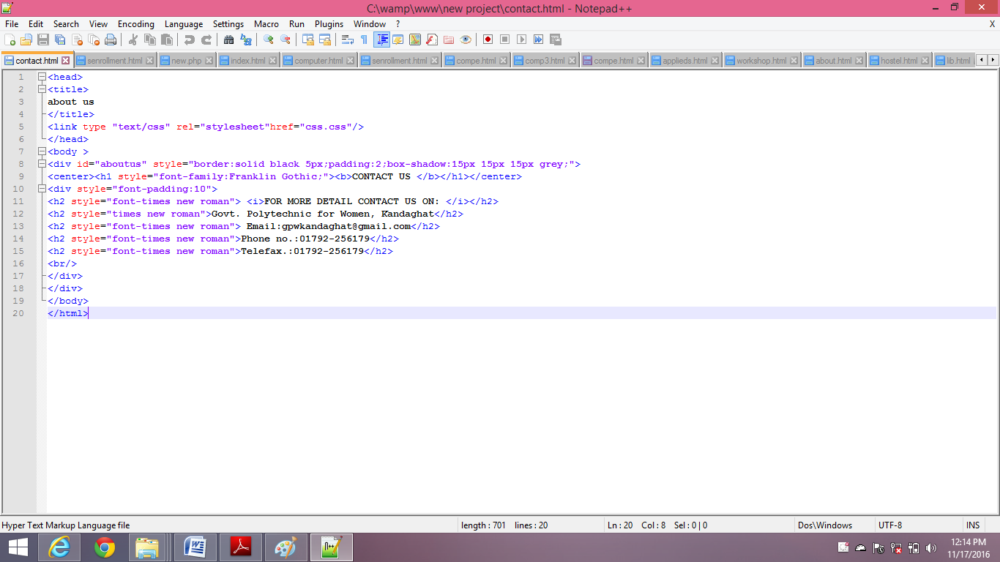 C:\wamp\www\new project\contact.html - Notepad++
File Edit Search View Encoding Language Settings Macro Run Plugins Window ? X
contact.html senrollment.html new.php index.html computer.html senrollment.html compe.html comp3.html compe.html applieds.html workshop.html about.html hostel.html lib.html
1 <head>
2 <title>
3 about us
4 </title>
5 <link type "text/css" rel="stylesheet"href="css.css"/>
6 </head>
7 <body >
8 <div id="aboutus" style="border:solid black 5px;padding:2;box-shadow:15px 15px 15px grey;">
9 <center><h1 style="font-family:Franklin Gothic;"><b>CONTACT US </b></h1></center>
10 <div style="font-padding:10">
11 <h2 style="font-times new roman"> <i>FOR MORE DETAIL CONTACT US ON: </i></h2>
12 <h2 style="times new roman">Govt. Polytechnic for Women, Kandaghat</h2>
13 <h2 style="font-times new roman"> Email:gpwkandaghat@gmail.com</h2>
14 <h2 style="font-times new roman">Phone no.:01792-256179</h2>
15 <h2 style="font-times new roman">Telefax.:01792-256179</h2>
16 <br/>
17 </div>
18 </div>
19 </body>
20 </html>
Hyper Text Markup Language file length : 701 lines : 20 Ln : 20 Col : 8 Sel : 0 | 0 Dos\Windows UTF-8 INS
12:14 PM
11/17/2016